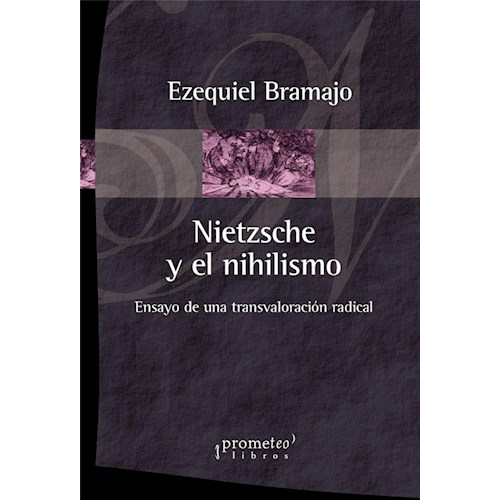 Ezequiel Bramajo
Nietzsche
y el nihilismo
Ensayo de una transvaloración radical
prometeo
libros